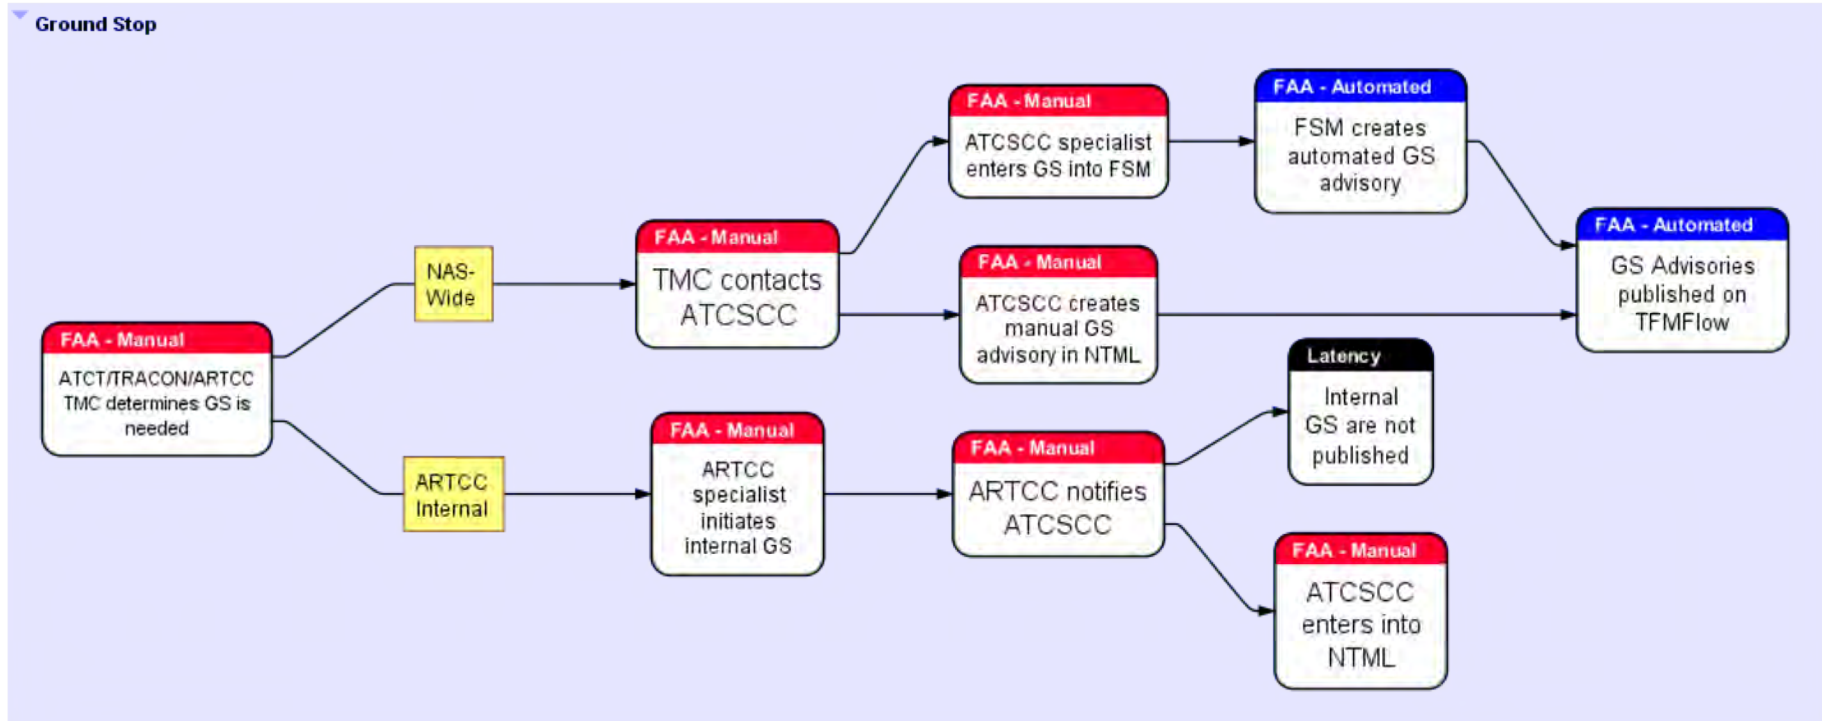 Ground Stop
FAA - Manual
ATCT/TRACON/ARTCC
TMC determines GS is
needed
NAS-
Wide
FAA - Manual
TMC contacts
ATCSCC
FAA - Manual
ATCSCC specialist
enters GS into FSM
FAA - Automated
FSM creates
automated GS
advisory
FAA - Manual
ATCSCC creates
manual GS
advisory in NTML
FAA - Automated
GS Advisories
published on
TFMFlow
ARTCC
Internal
FAA - Manual
ARTCC
specialist
initiates
internal GS
FAA - Manual
ARTCC notifies
ATCSCC
Latency
Internal
GS are not
published
FAA - Manual
ATCSCC
enters into
NTML